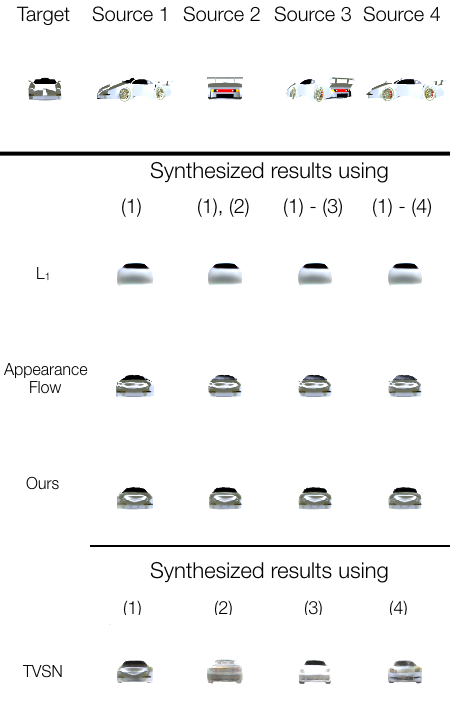 Target Source 1 Source 2 Source 3 Source 4
Synthesized results using
(1) (1), (2) (1) - (3) (1) - (4)
L₁
Appearance
Flow
Ours
Synthesized results using
(1) (2) (3) (4)
TVSN